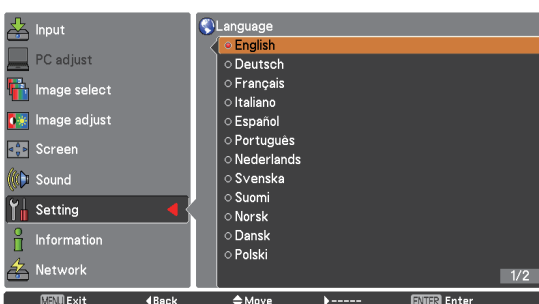 Input
PC adjust
Image select
Image adjust
Screen
Sound
Setting
Information
Network
Language
English
Deutsch
Français
Italiano
Español
Português
Nederlands
Svenska
Suomi
Norsk
Dansk
Polski
1/2
MENU Exit
Back
Move
-----
ENTER Enter